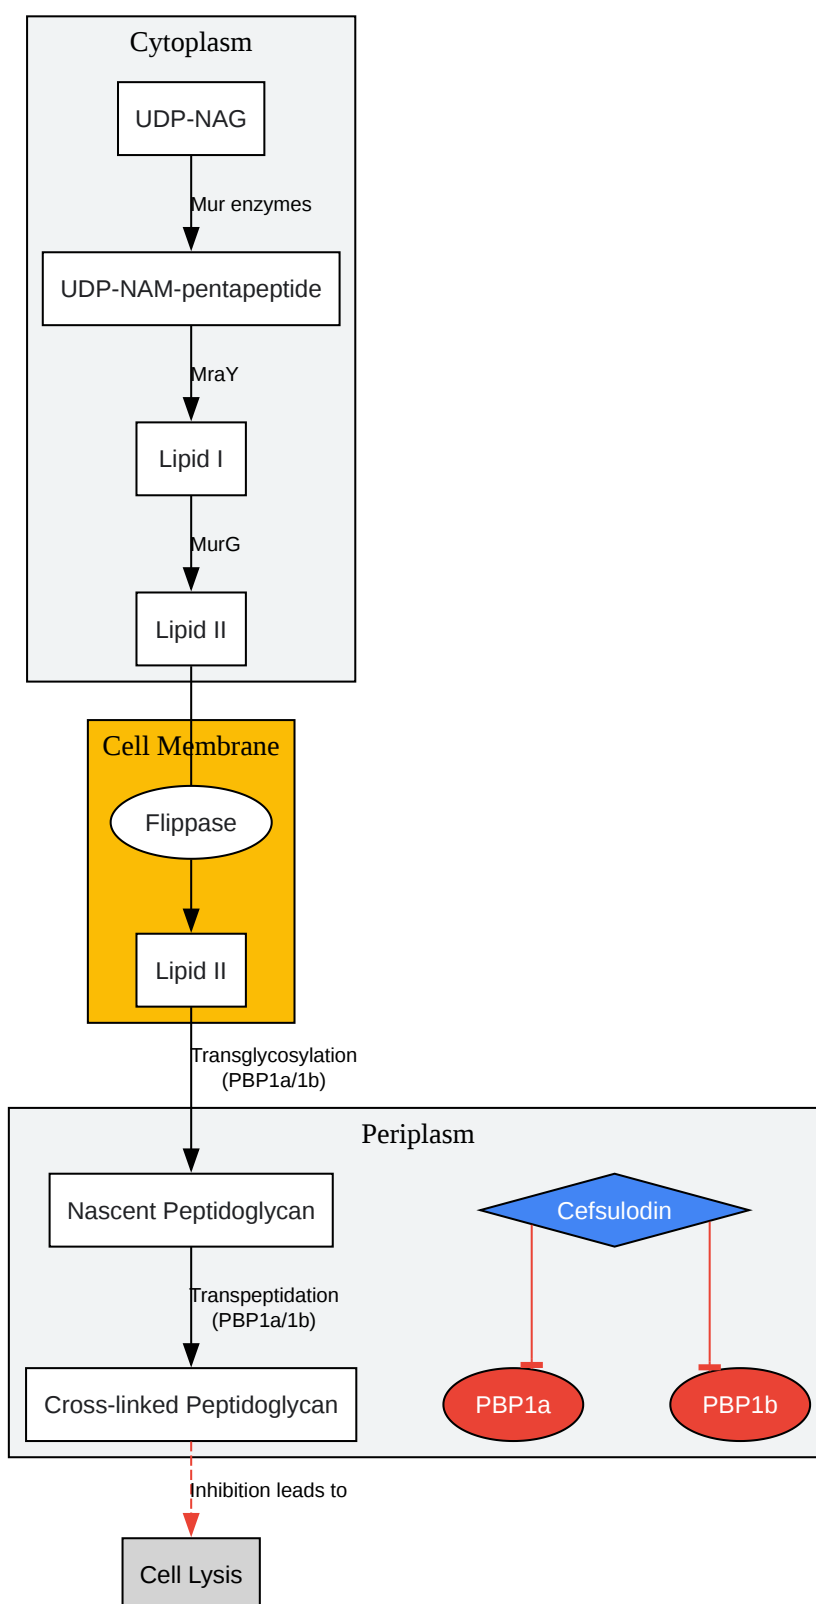 Cytoplasm
UDP-NAG
Mur enzymes
UDP-NAM-pentapeptide
MraY
Lipid I
MurG
Lipid II
Cell Membrane
Flippase
Lipid II
Transglycosylation
(PBP1a/1b)
Periplasm
Nascent Peptidoglycan
Cefsulodin
Transpeptidation
(PBP1a/1b)
Cross-linked Peptidoglycan
PBP1a
PBP1b
Inhibition leads to
Cell Lysis